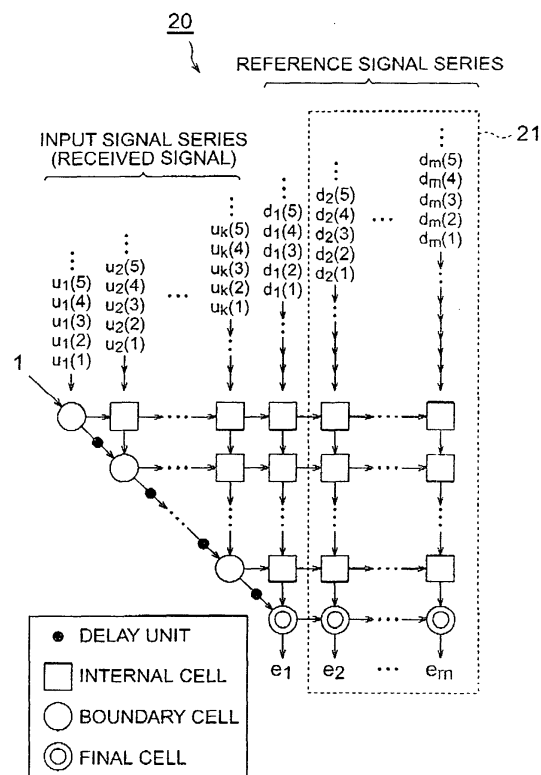 20
REFERENCE SIGNAL SERIES
21
INPUT SIGNAL SERIES
(RECEIVED SIGNAL)
u1(5)
u1(4)
u1(3)
u1(2)
u1(1)
u2(5)
u2(4)
u2(3)
u2(2)
u2(1)
uk(5)
uk(4)
uk(3)
uk(2)
uk(1)
d1(5)
d1(4)
d1(3)
d1(2)
d1(1)
d2(5)
d2(4)
d2(3)
d2(2)
d2(1)
dm(5)
dm(4)
dm(3)
dm(2)
dm(1)
1
e1 e2 ... em
DELAY UNIT
INTERNAL CELL
BOUNDARY CELL
FINAL CELL